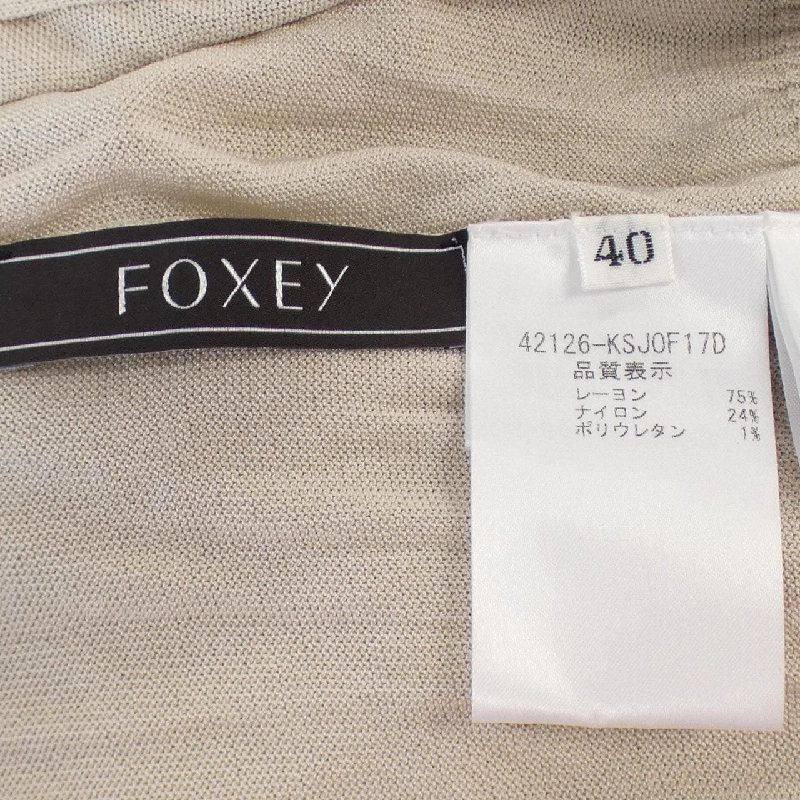 FOXEY
40
42126-KSJOF17D
品質表示
レーヨン 75%
ナイロン 24%
ポリウレタン 1%